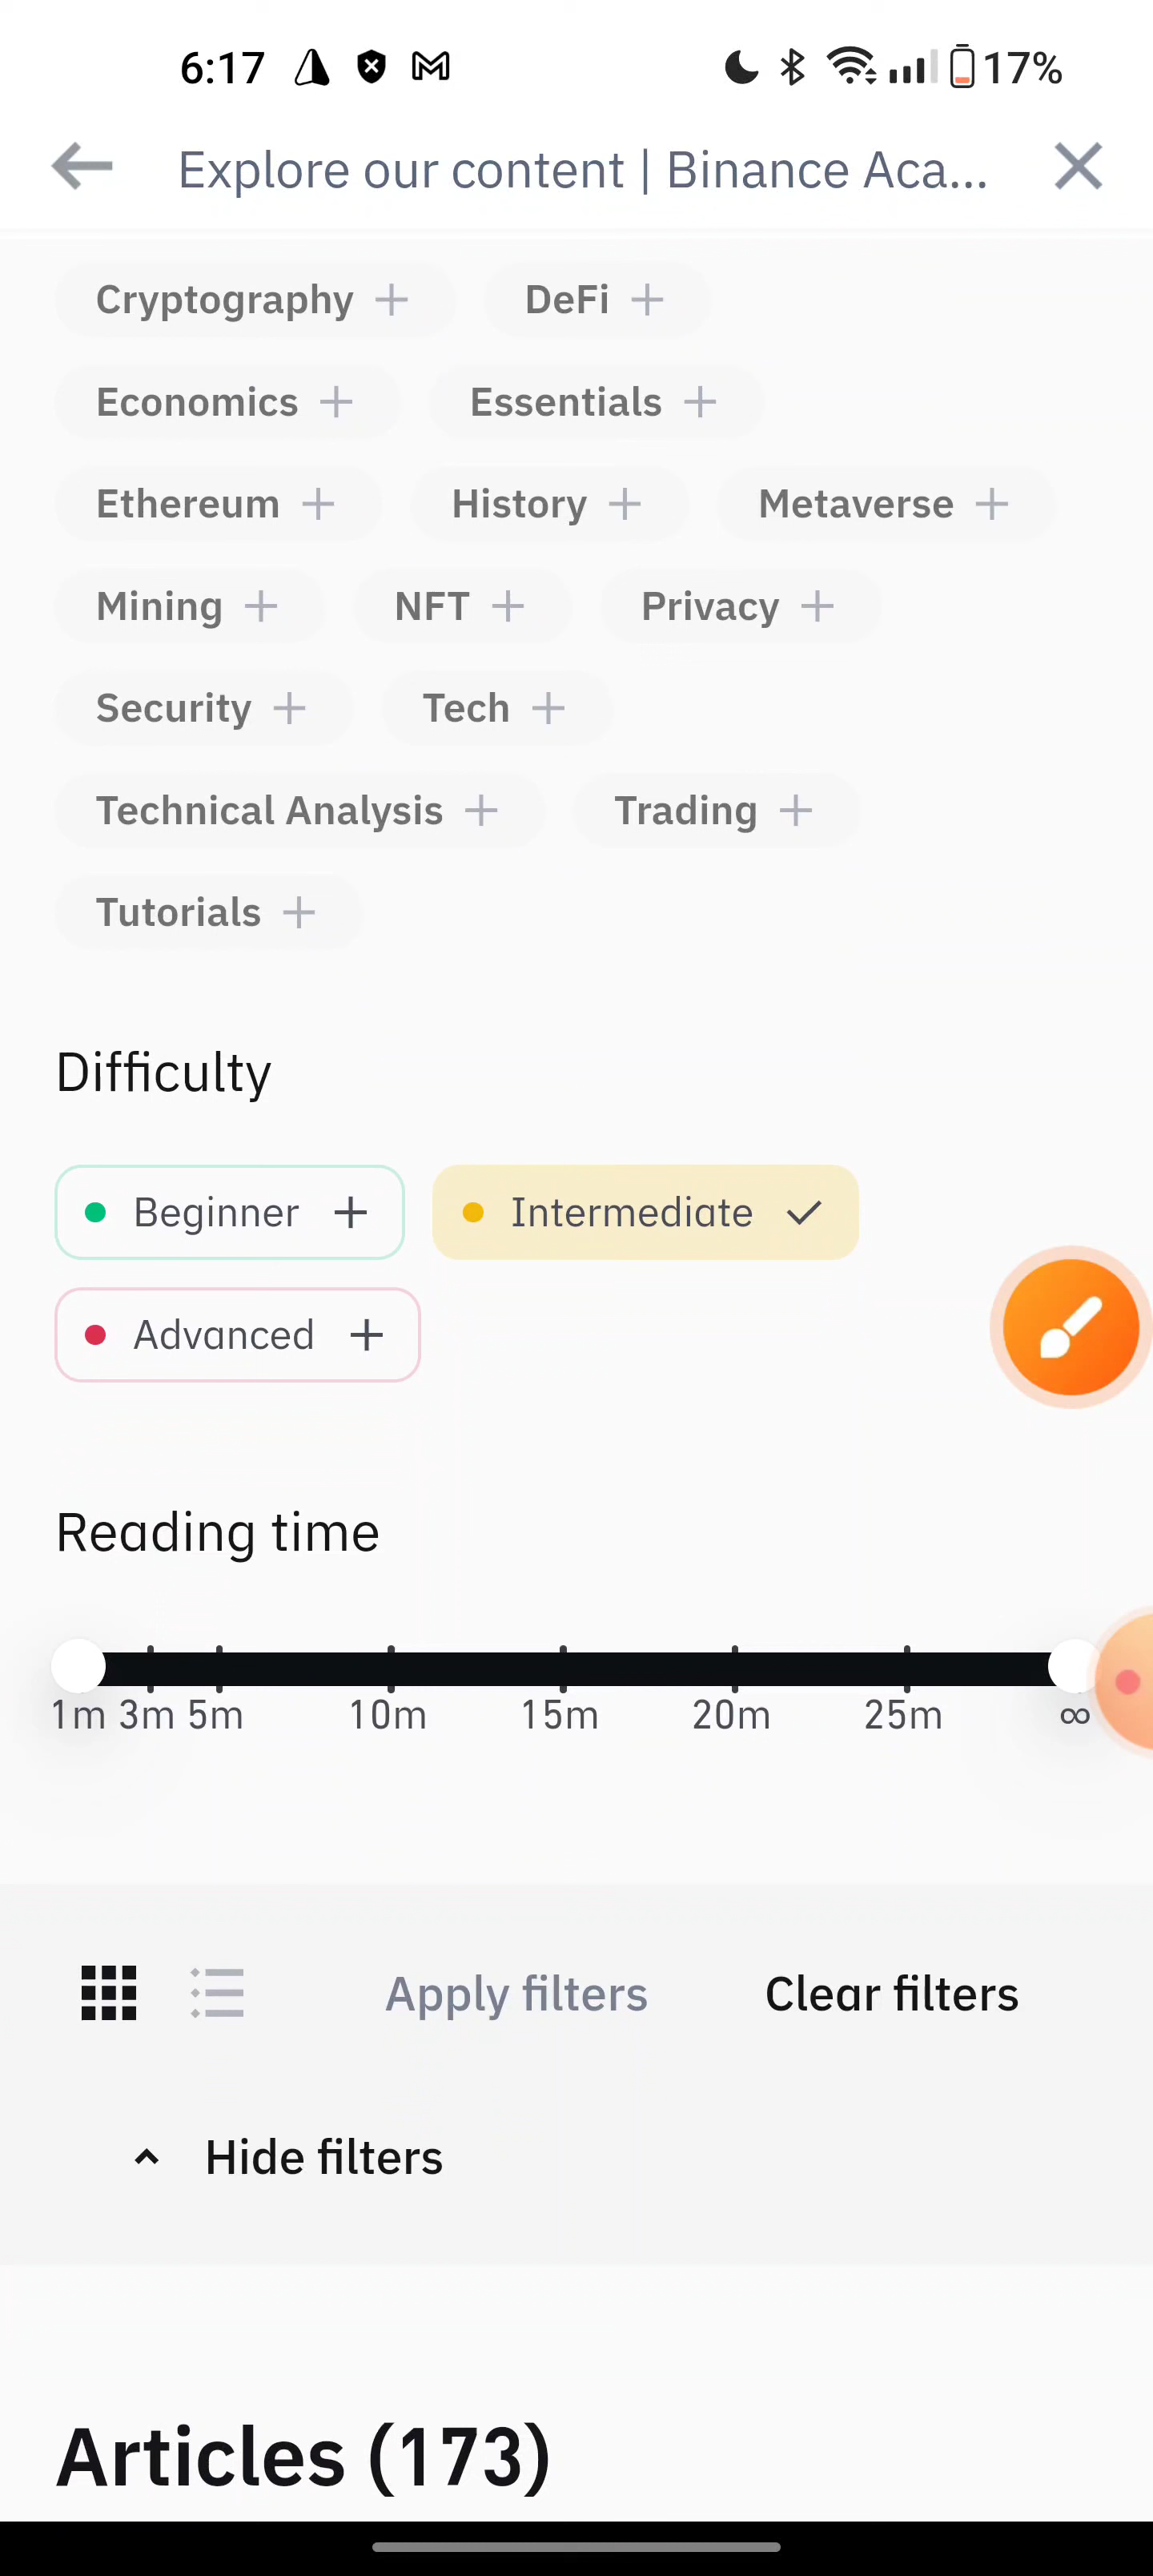 6:17 17%
Explore our content | Binance Aca...
Cryptography + DeFi +
Economics + Essentials +
Ethereum + History + Metaverse +
Mining + NFT + Privacy +
Security + Tech +
Technical Analysis + Trading +
Tutorials +
Difficulty
Beginner + Intermediate ✓
Advanced +
Reading time
1m 3m 5m 10m 15m 20m 25m ∞
Apply filters Clear filters
Hide filters
Articles (173)